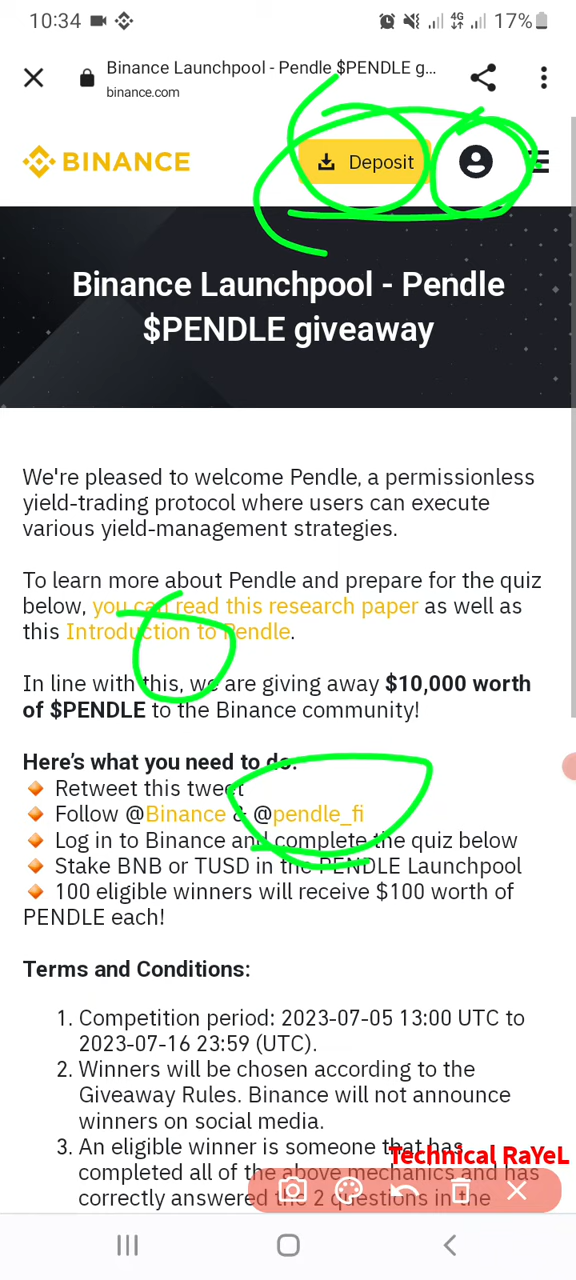 10:34
4G
17%
Binance Launchpool - Pendle $PENDLE g...
binance.com
BINANCE
Deposit
Binance Launchpool - Pendle
$PENDLE giveaway
We're pleased to welcome Pendle, a permissionless
yield-trading protocol where users can execute
various yield-management strategies.
To learn more about Pendle and prepare for the quiz
below, you can read this research paper as well as
this Introduction to Pendle.
In line with this, we are giving away $10,000 worth
of $PENDLE to the Binance community!
Here's what you need to do:
🔸 Retweet this tweet
🔸 Follow @Binance & @pendle_fi
🔸 Log in to Binance and complete the quiz below
🔸 Stake BNB or TUSD in the PENDLE Launchpool
🔸 100 eligible winners will receive $100 worth of
PENDLE each!
Terms and Conditions:
1. Competition period: 2023-07-05 13:00 UTC to
2023-07-16 23:59 (UTC).
2. Winners will be chosen according to the
Giveaway Rules. Binance will not announce
winners on social media.
3. An eligible winner is someone that has
Technical RaYeL
completed all of the above mechanics and has
correctly answered the 2 questions in the